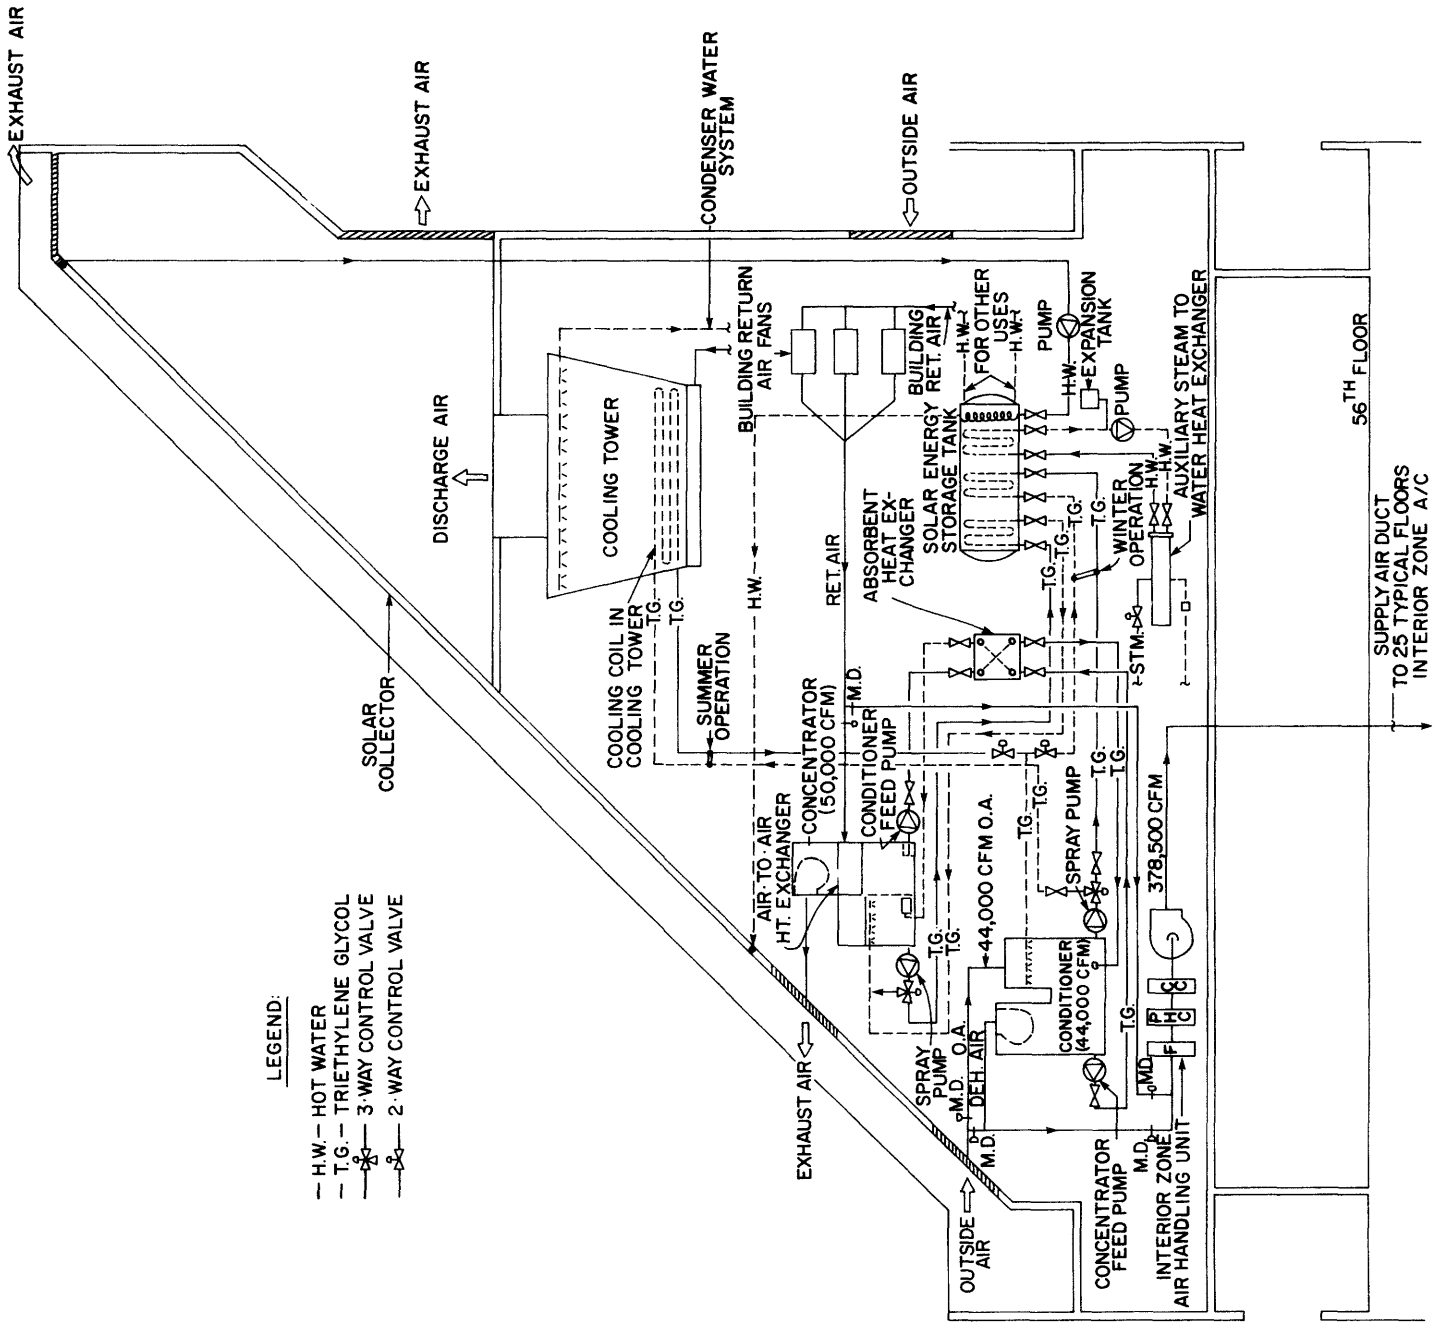 EXHAUST AIR
EXHAUST AIR
CONDENSER WATER
SYSTEM
OUTSIDE AIR
DISCHARGE AIR
COOLING TOWER
BUILDING RETURN
AIR FANS
BUILDING
RET. AIR
H.W.
FOR OTHER
USES
H.W.
PUMP
EXPANSION
TANK
H.W.
PUMP
AUXILIARY STEAM TO
WATER HEAT EXCHANGER
56TH FLOOR
SOLAR
COLLECTOR
COOLING COIL IN
COOLING TOWER
T.G.
T.G.
SUMMER
OPERATION
H.W.
RET. AIR
ABSORBENT
HEAT EX-
CHANGER
SOLAR ENERGY
STORAGE TANK
T.G.
T.G.
T.G.
T.G.
WINTER
OPERATION
H.W.
H.W.
STM.
SUPPLY AIR DUCT
TO 25 TYPICAL FLOORS
INTERIOR ZONE A/C
AIR-TO-AIR
HT. EXCHANGER
CONCENTRATOR
(50,000 CFM)
M.D.
CONDITIONER
FEED PUMP
T.G.
T.G.
44,000 CFM O.A.
T.G.
T.G.
SPRAY PUMP
T.G.
T.G.
378,500 CFM
LEGEND:
— H.W. — HOT WATER
— T.G. — TRIETHYLENE GLYCOL
3-WAY CONTROL VALVE
2-WAY CONTROL VALVE
EXHAUST AIR
SPRAY
PUMP
M.D.
O.A.
DEH. AIR
M.D.
CONDITIONER
(44,000 CFM)
T.G.
CONCENTRATOR
FEED PUMP
M.D.
M.D.
F
P
H
C
C
C
INTERIOR ZONE
AIR HANDLING UNIT
OUTSIDE
AIR